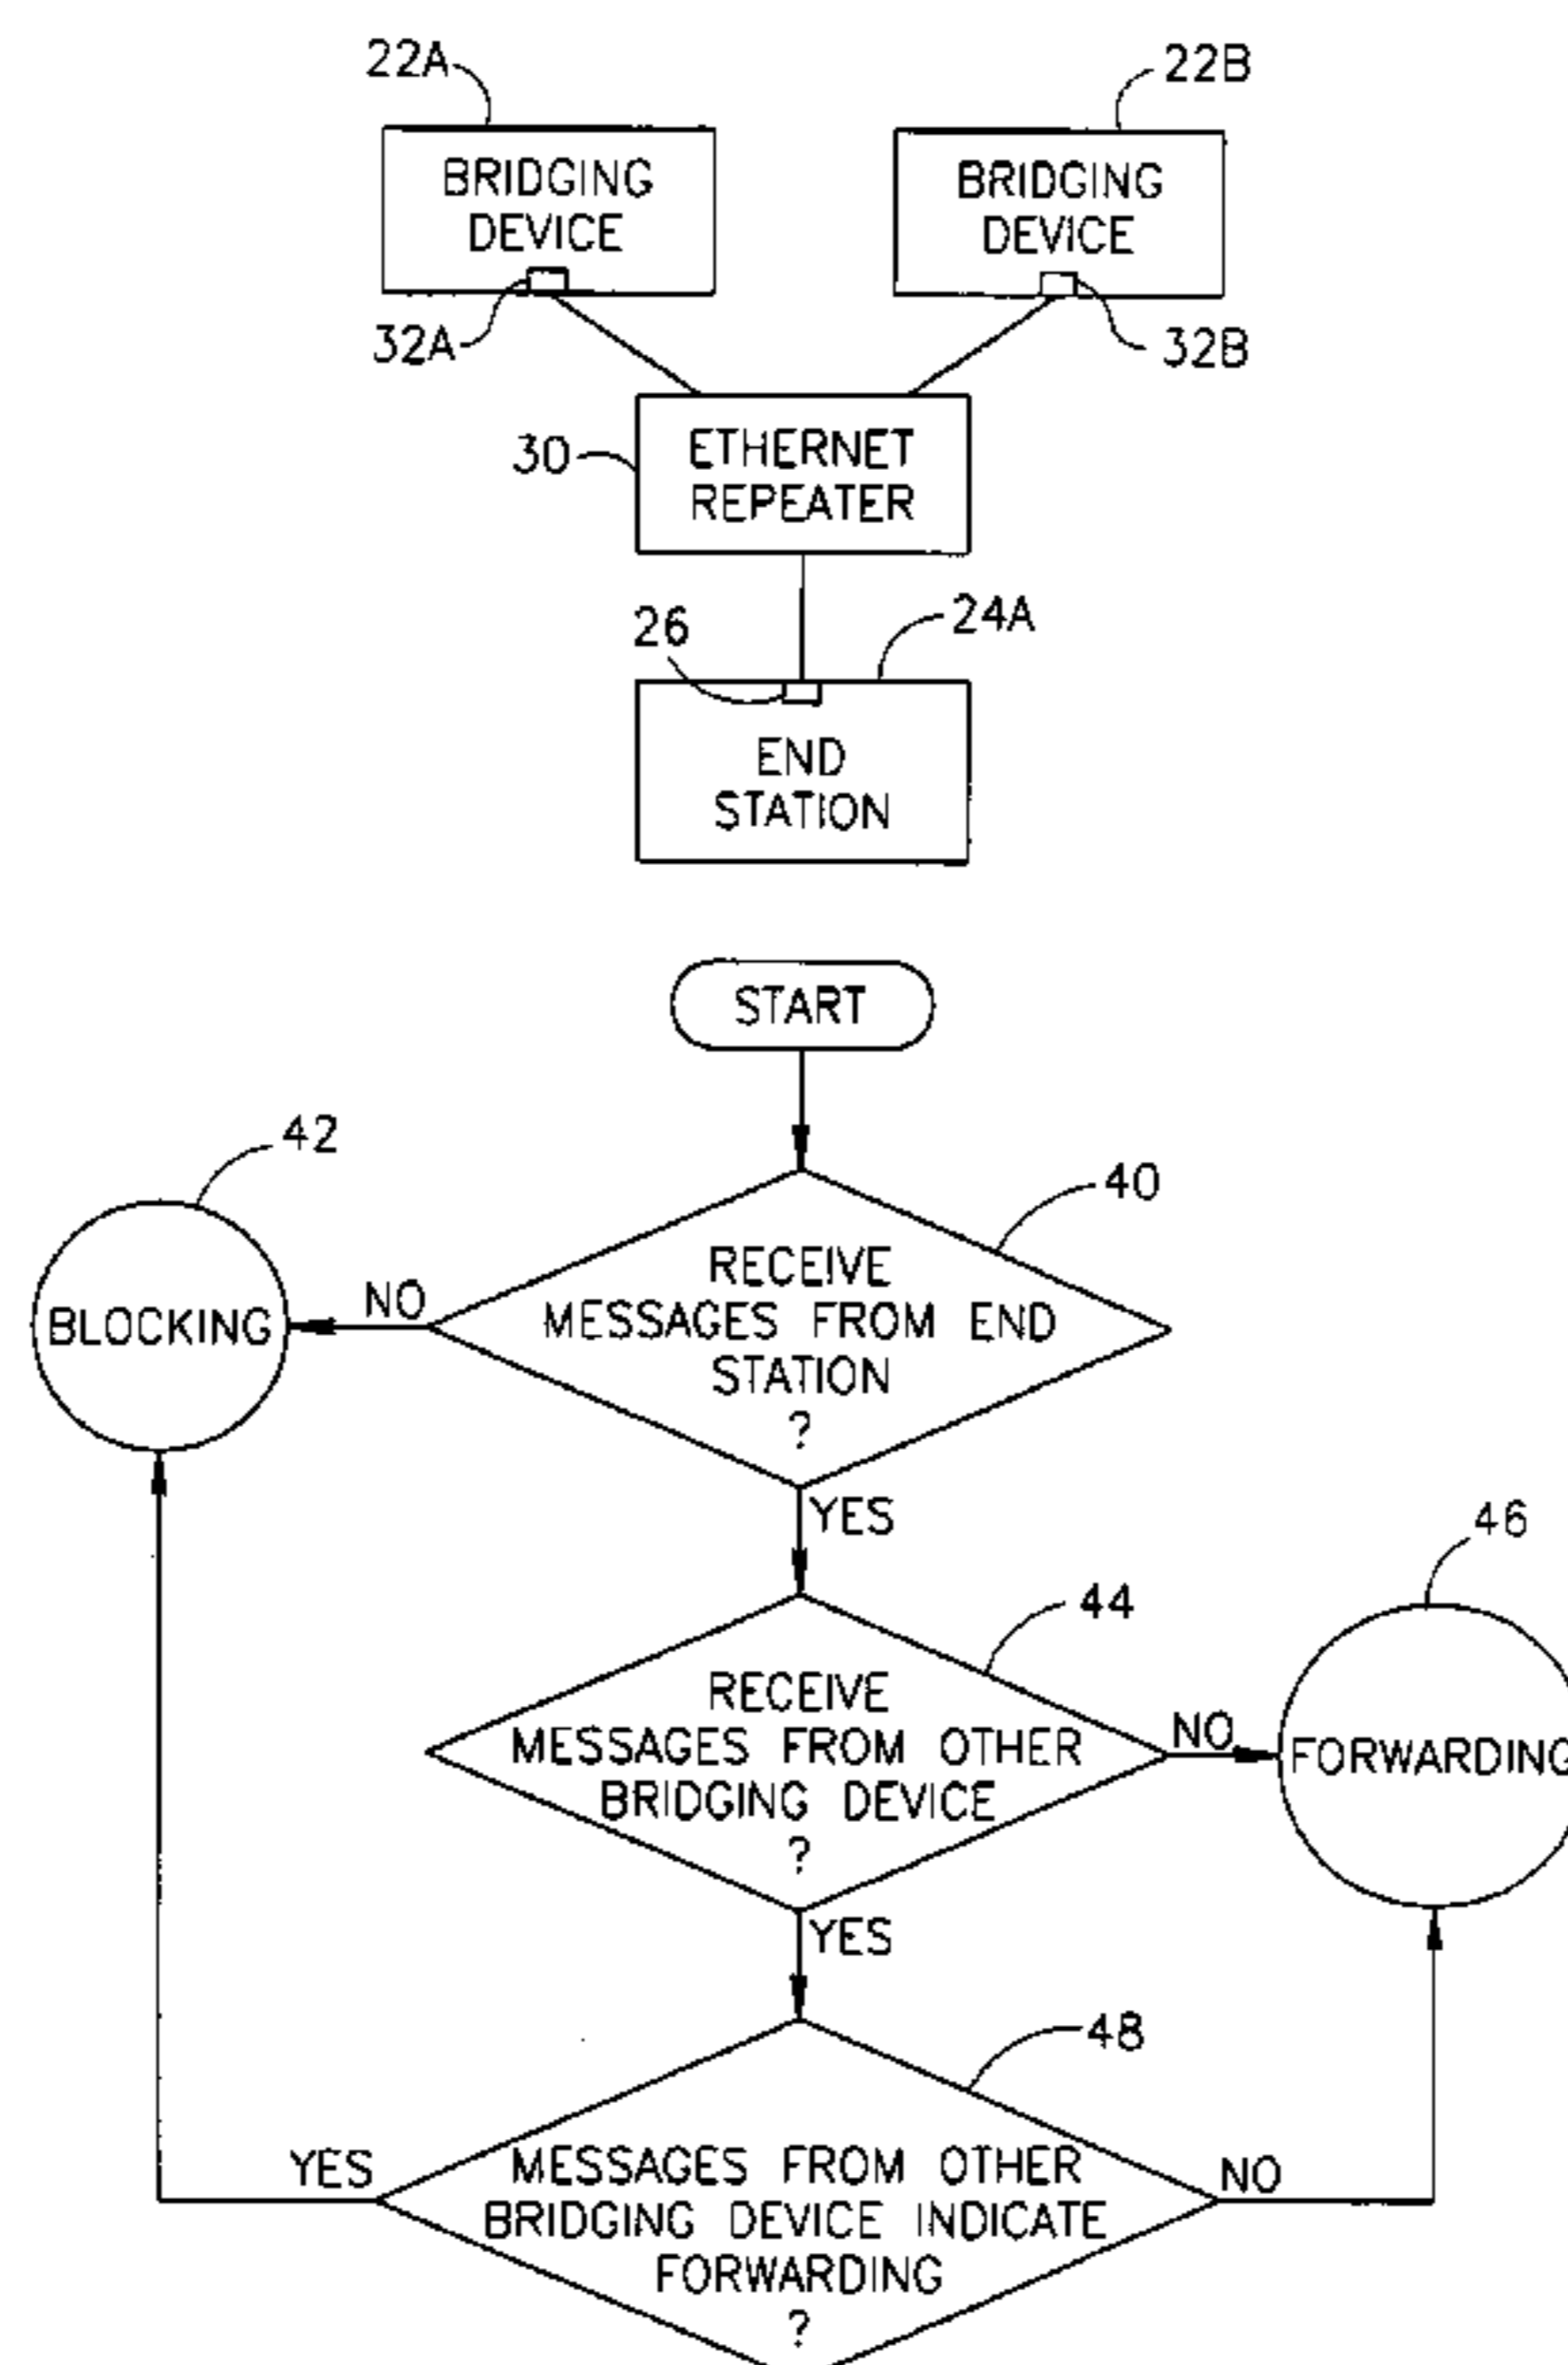 22A
22B
BRIDGING
DEVICE
BRIDGING
DEVICE
32A
32B
30
ETHERNET
REPEATER
26
24A
END
STATION
START
42
40
BLOCKING
NO
RECEIVE
MESSAGES FROM END
STATION
?
YES
46
44
RECEIVE
MESSAGES FROM OTHER
BRIDGING DEVICE
?
NO
FORWARDING
YES
48
YES
MESSAGES FROM OTHER
BRIDGING DEVICE INDICATE
FORWARDING
?
NO